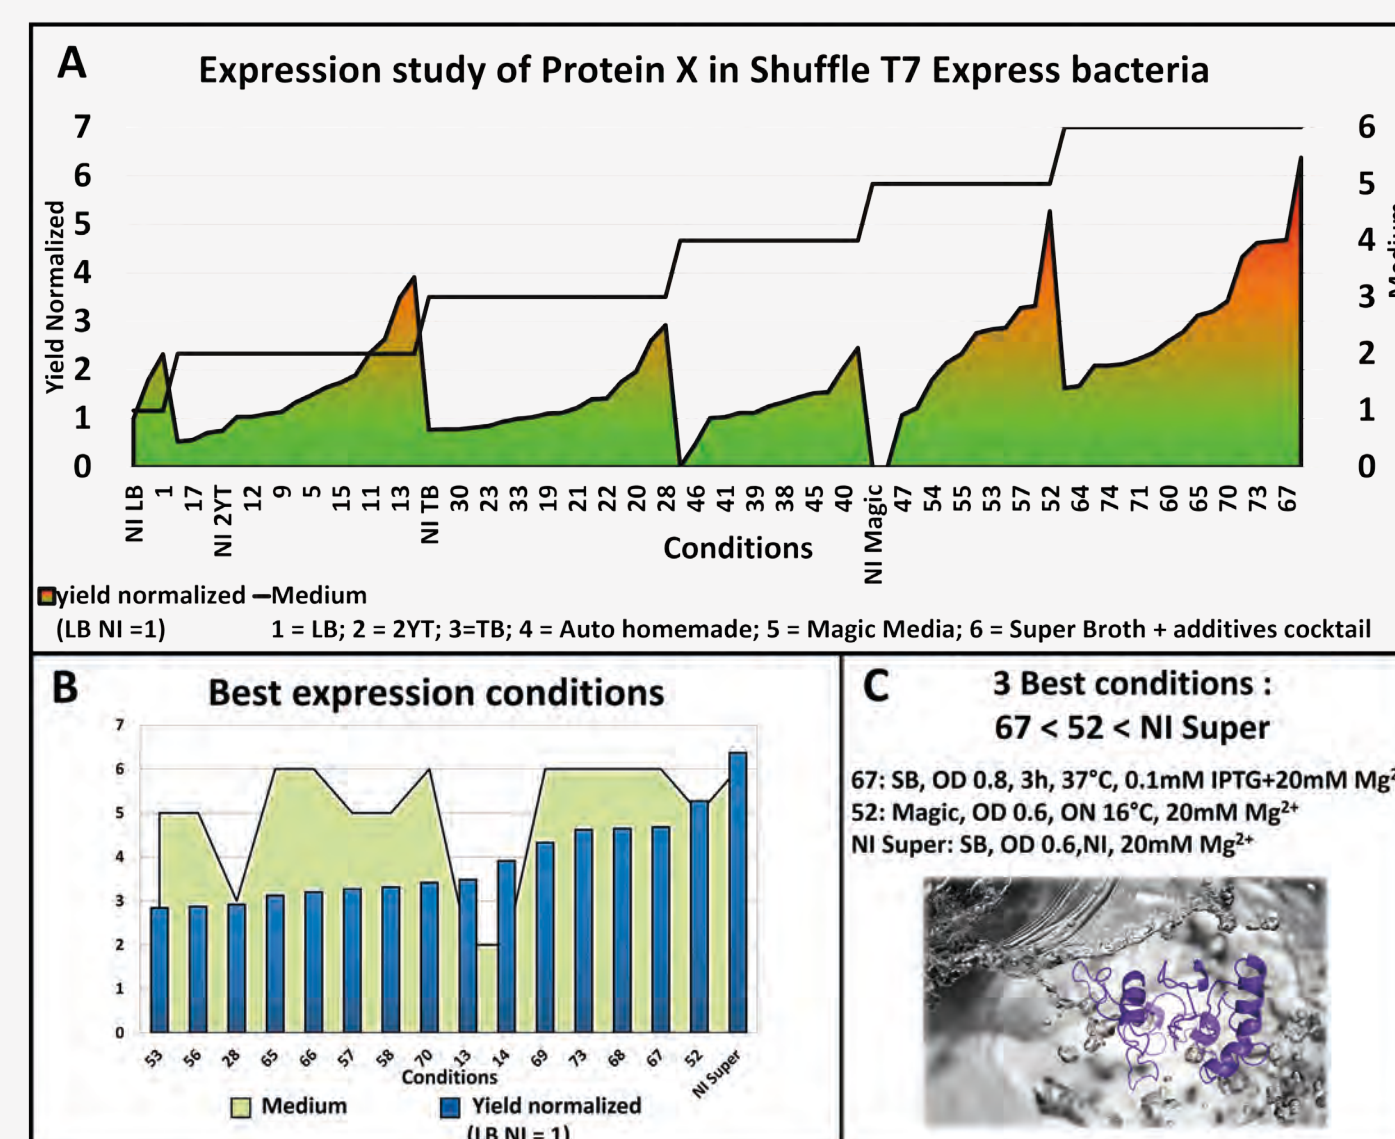 A
Expression study of Protein X in Shuffle T7 Express bacteria
7
6
5
4
3
2
1
0
Yield Normalized
6
5
4
3
2
1
0
NI LB
1
17
NI 2YT
12
9
5
15
11
13
NI TB
30
23
33
19
21
22
20
28
46
41
39
38
45
40
NI Magic
47
54
55
53
57
52
64
74
71
60
65
70
73
67
Conditions
yield normalized
Medium
(LB NI =1)
1 = LB; 2 = 2YT; 3=TB; 4 = Auto homemade; 5 = Magic Media; 6 = Super Broth + additives cocktail
B
Best expression conditions
7
6
5
4
3
2
1
0
53
56
28
65
66
57
58
70
13
14
69
73
68
67
52
NI Super
Conditions
Medium
Yield normalized
(LB NI = 1)
C
3 Best conditions :
67 < 52 < NI Super
67: SB, OD 0.8, 3h, 37°C, 0.1mM IPTG+20mM Mg2
52: Magic, OD 0.6, ON 16°C, 20mM Mg2+
NI Super: SB, OD 0.6,NI, 20mM Mg2+